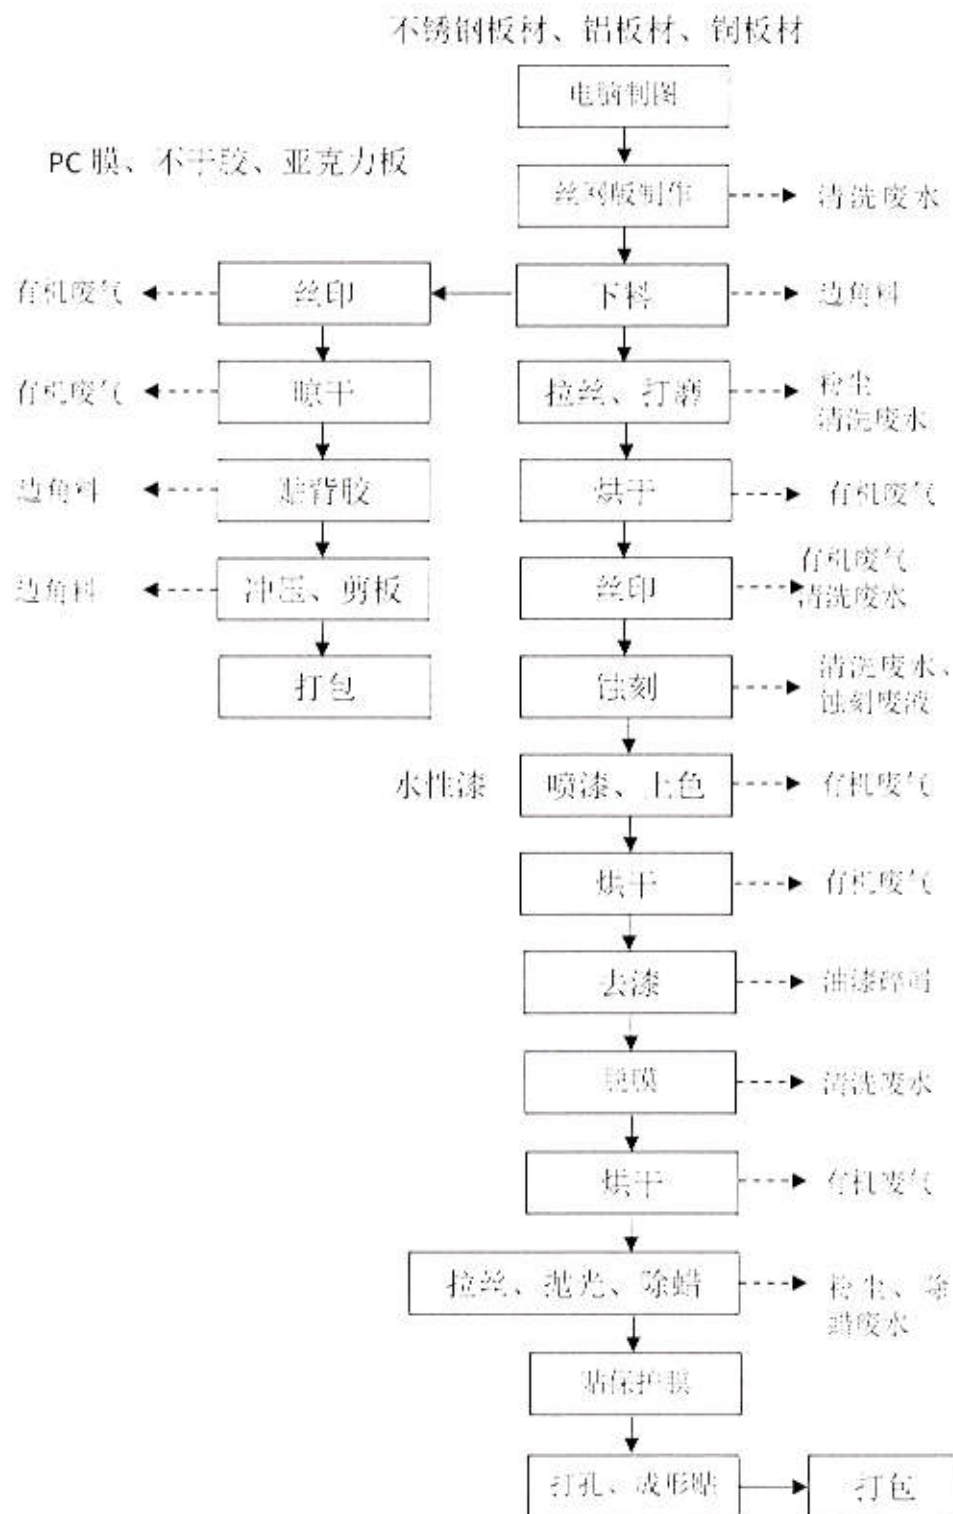 不锈钢板材、铝板材、铜板材
电脑制图
PC 膜、不干胶、亚克力板
丝网版制作
清洗废水
有机废气
丝印
下料
边角料
有机废气
晾干
拉丝、打磨
粉尘
清洗废水
边角料
贴背胶
烘干
有机废气
边角料
冲压、剪板
丝印
有机废气
清洗废水
打包
蚀刻
清洗废水、
蚀刻废液
水性漆
喷漆、上色
有机废气
烘干
有机废气
去漆
油漆碎屑
脱膜
清洗废水
烘干
有机废气
拉丝、抛光、除蜡
粉尘、除
蜡废水
贴保护膜
打孔、成形贴
打包